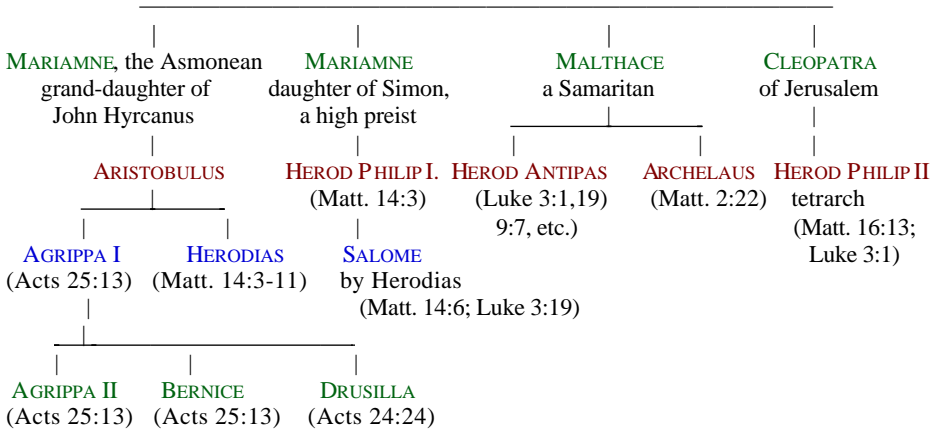 MARIAMNE, the Asmonean grand-daughter of John Hyrcanus
MARIAMNE daughter of Simon, a high preist
MALTHACE a Samaritan
CLEOPATRA of Jerusalem
ARISTOBULUS
HEROD PHILIP I. (Matt. 14:3)
HEROD ANTIPAS (Luke 3:1,19) 9:7, etc.)
ARCHELAUS (Matt. 2:22)
HEROD PHILIP II tetrarch (Matt. 16:13; Luke 3:1)
AGRIPPA I (Acts 25:13)
HERODIAS (Matt. 14:3-11)
SALOME by Herodias (Matt. 14:6; Luke 3:19)
AGRIPPA II (Acts 25:13)
BERNICE (Acts 25:13)
DRUSILLA (Acts 24:24)